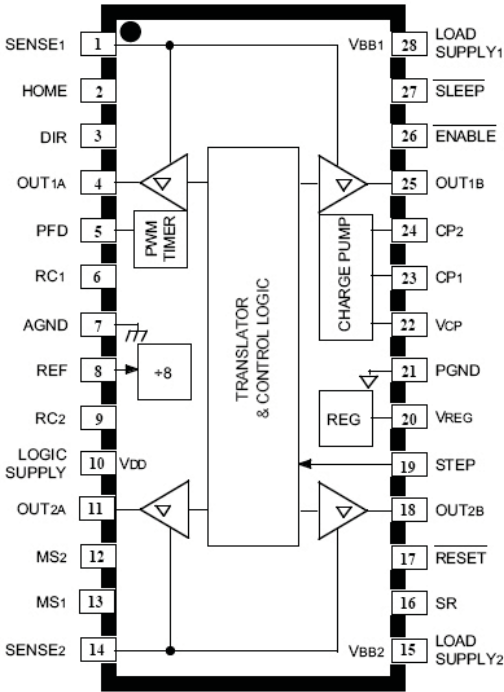 SENSE1 1
HOME 2
DIR 3
OUT1A 4
PFD 5
RC1 6
AGND 7
REF 8
RC2 9
LOGIC
SUPPLY 10 VDD
OUT2A 11
MS2 12
MS1 13
SENSE2 14
PWM
TIMER
÷8
TRANSLATOR
& CONTROL LOGIC
CHARGE PUMP
REG
VBB1 28 LOAD
SUPPLY1
27 SLEEP
26 ENABLE
25 OUT1B
24 CP2
23 CP1
22 VCP
21 PGND
20 VREG
19 STEP
18 OUT2B
17 RESET
16 SR
VBB2 15 LOAD
SUPPLY2